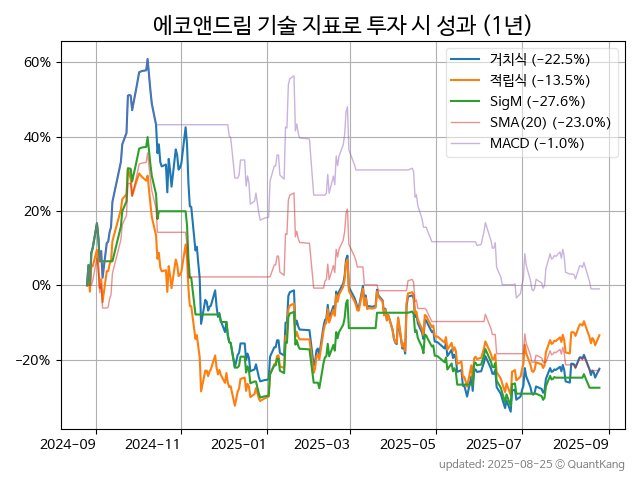 에코앤드림 기술 지표로 투자 시 성과 (1년)
거치식 (−22.5%)
적립식 (−13.5%)
SigM (−27.6%)
SMA(20) (−23.0%)
MACD (−1.0%)
60%
40%
20%
0%
−20%
2024-09 2024-11 2025-01 2025-03 2025-05 2025-07 2025-09
updated: 2025-08-25 © QuantKang